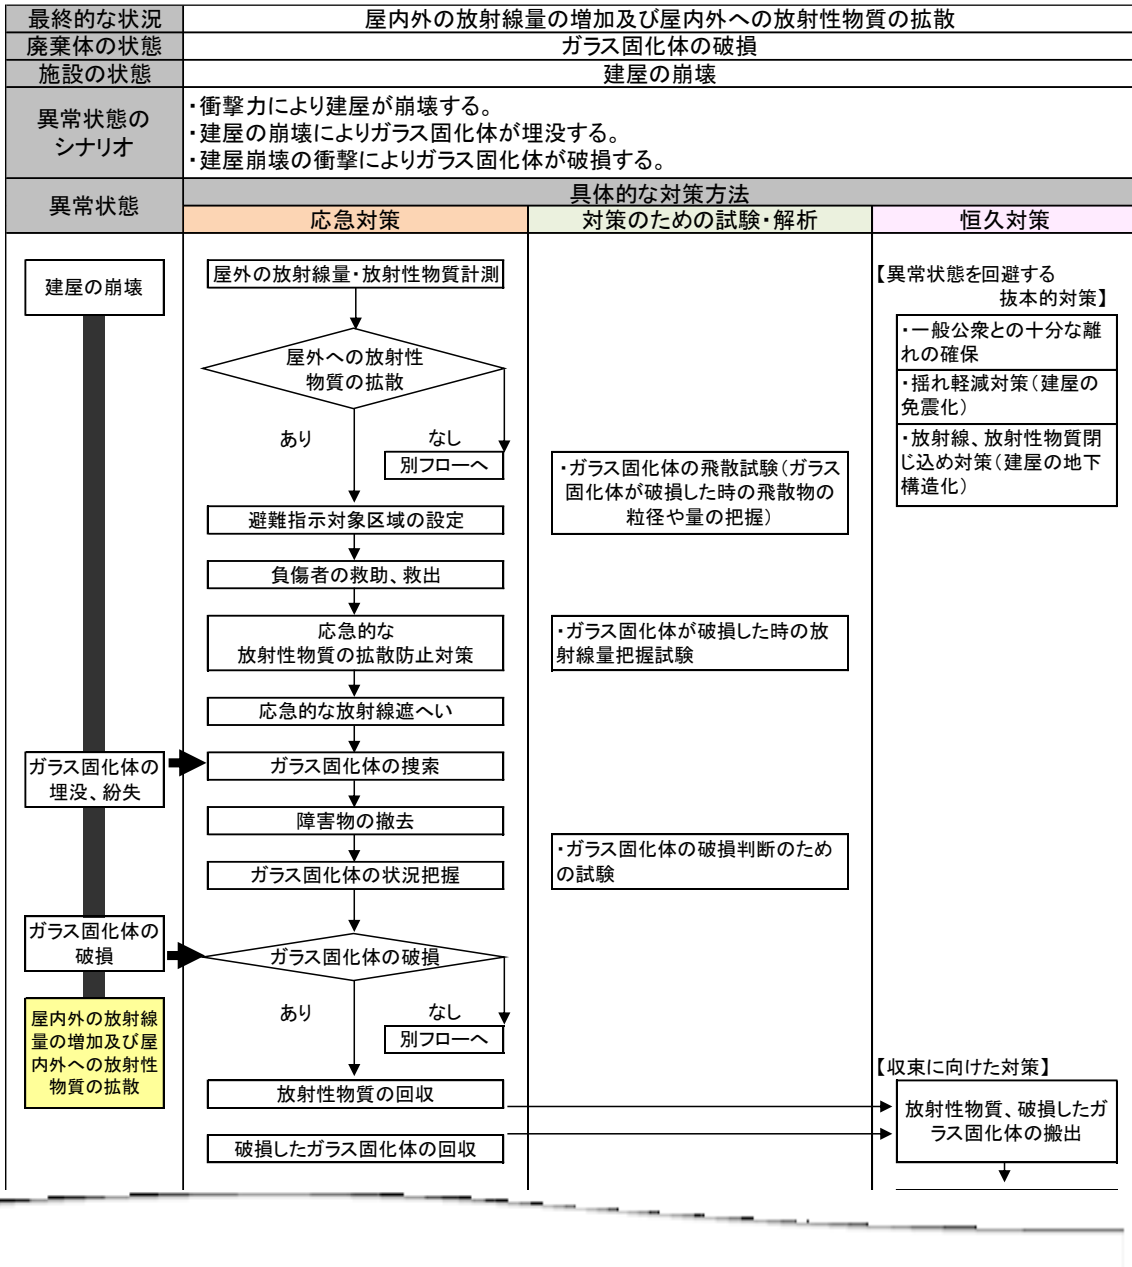 最終的な状況
屋内外の放射線量の増加及び屋内外への放射性物質の拡散
廃棄体の状態
ガラス固化体の破損
施設の状態
建屋の崩壊
異常状態の
シナリオ
・衝撃力により建屋が崩壊する。
・建屋の崩壊によりガラス固化体が埋没する。
・建屋崩壊の衝撃によりガラス固化体が破損する。
異常状態
具体的な対策方法
応急対策
対策のための試験・解析
恒久対策
建屋の崩壊
ガラス固化体の
埋没、紛失
ガラス固化体の
破損
屋内外の放射線
量の増加及び屋
内外への放射性
物質の拡散
屋外の放射線量・放射性物質計測
屋外への放射性
物質の拡散
あり
なし
別フローへ
避難指示対象区域の設定
負傷者の救助、救出
応急的な
放射性物質の拡散防止対策
応急的な放射線遮へい
ガラス固化体の捜索
障害物の撤去
ガラス固化体の状況把握
ガラス固化体の破損
あり
なし
別フローへ
放射性物質の回収
破損したガラス固化体の回収
・ガラス固化体の飛散試験（ガラス
固化体が破損した時の飛散物の
粒径や量の把握）
・ガラス固化体が破損した時の放
射線量把握試験
・ガラス固化体の破損判断のため
の試験
【異常状態を回避する
抜本的対策】
・一般公衆との十分な離
れの確保
・揺れ軽減対策（建屋の
免震化）
・放射線、放射性物質閉
じ込め対策（建屋の地下
構造化）
【収束に向けた対策】
放射性物質、破損したガ
ラス固化体の搬出